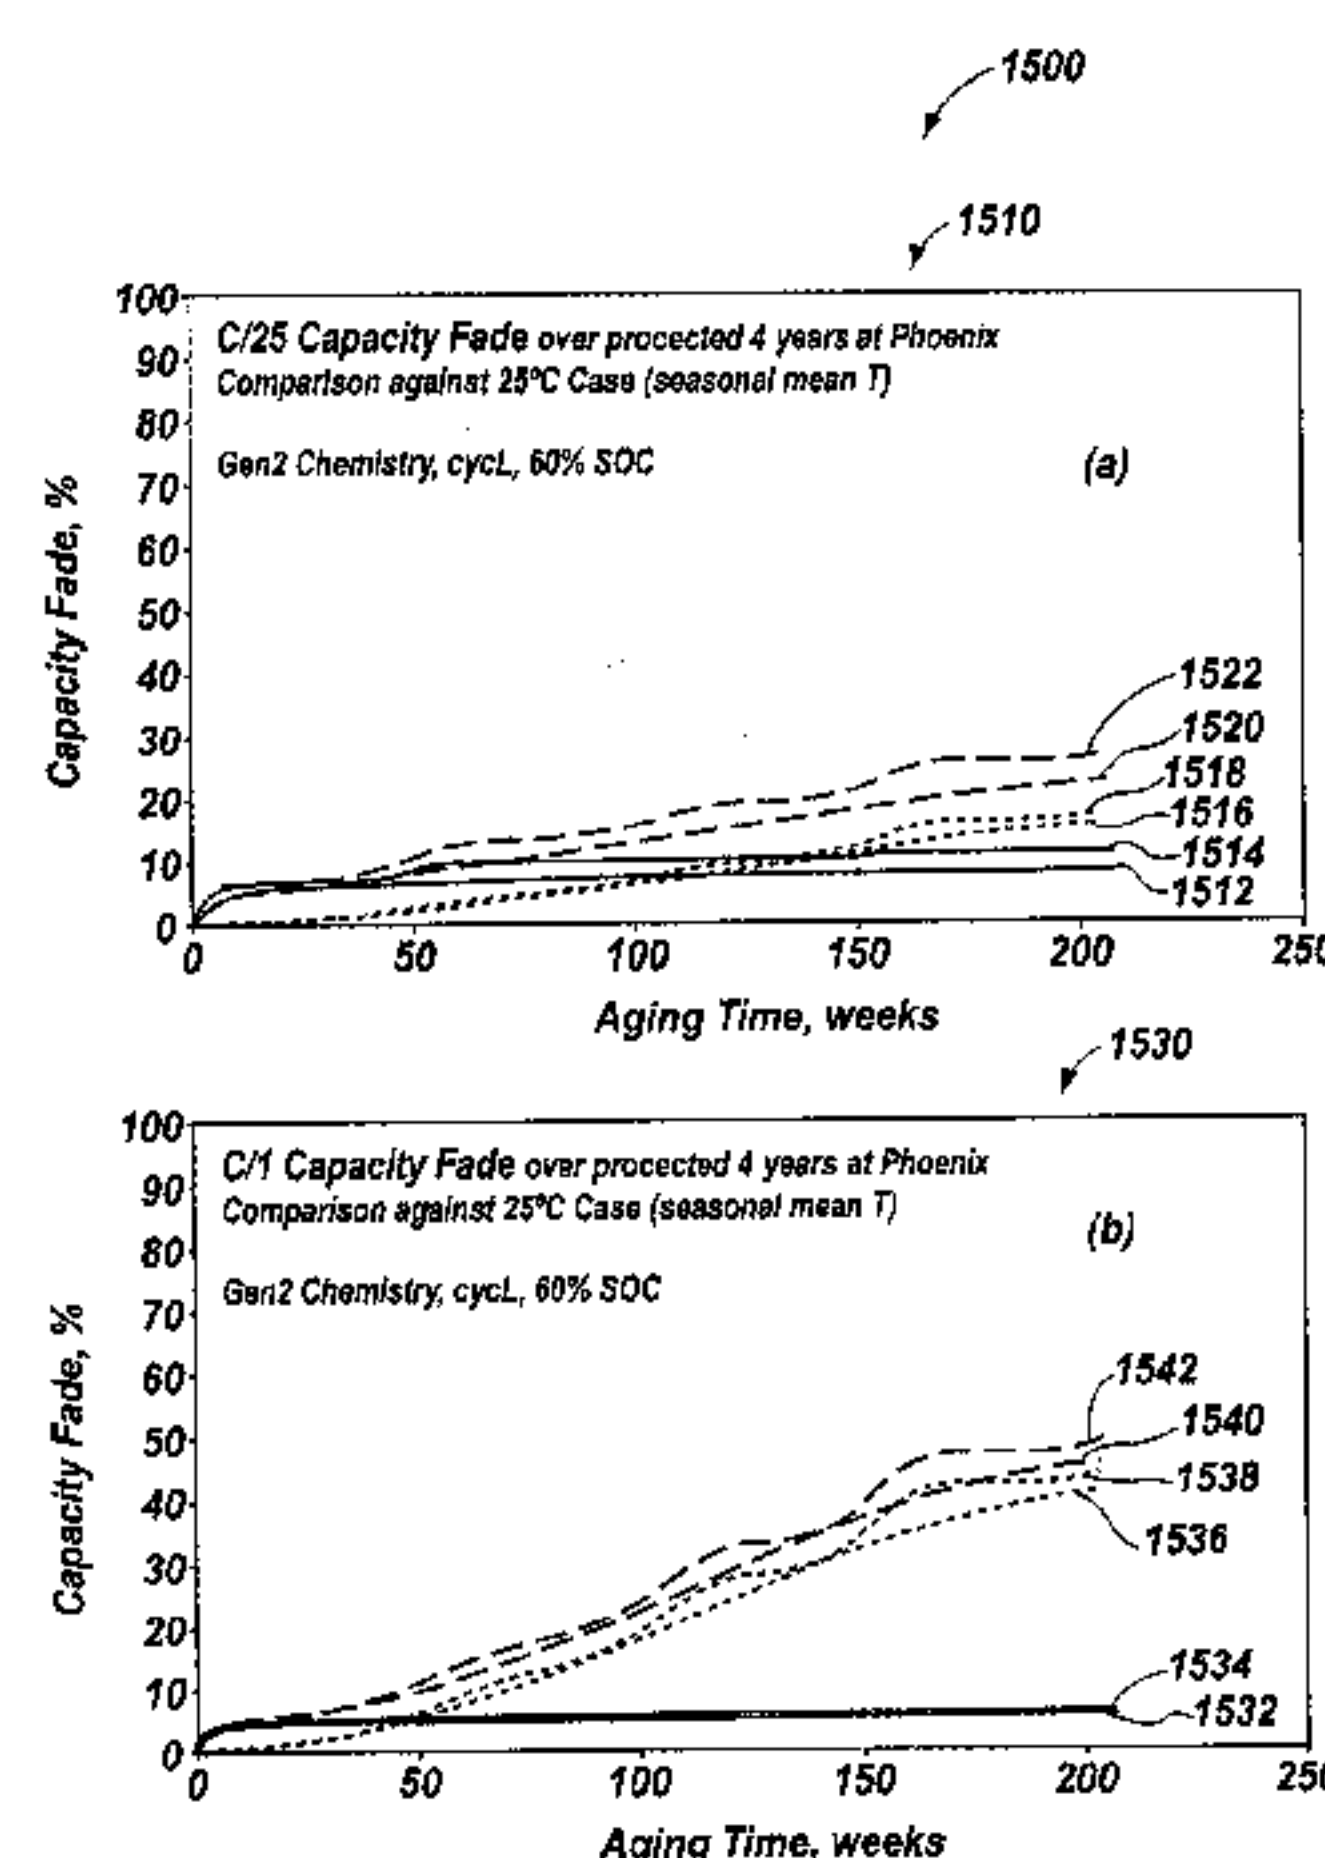 1500
1510
100
C/25 Capacity Fade over procected 4 years at Phoenix
90
Comparison against 25ºC Case (seasonal mean T)
80
Gen2 Chemistry, cycL, 60% SOC
(a)
70
60
50
40
30
20
10
0
Capacity Fade, %
1522
1520
1518
1516
1514
1512
0 50 100 150 200
Aging Time, weeks
1530
100
C/1 Capacity Fade over procected 4 years at Phoenix
90
Comparison against 25ºC Case (seasonal mean T)
(b)
80
Gen2 Chemistry, cycL, 60% SOC
70
60
50
40
30
20
10
0
Capacity Fade, %
1542
1540
1538
1536
1534
1532
0 50 100 150 200
Aging Time, weeks